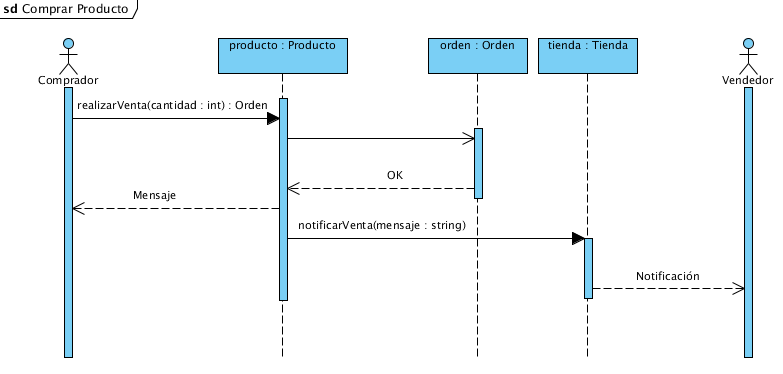 sd Comprar Producto
producto : Producto
orden : Orden
tienda : Tienda
Comprador
Vendedor
realizarVenta(cantidad : int) : Orden
OK
Mensaje
notificarVenta(mensaje : string)
Notificación